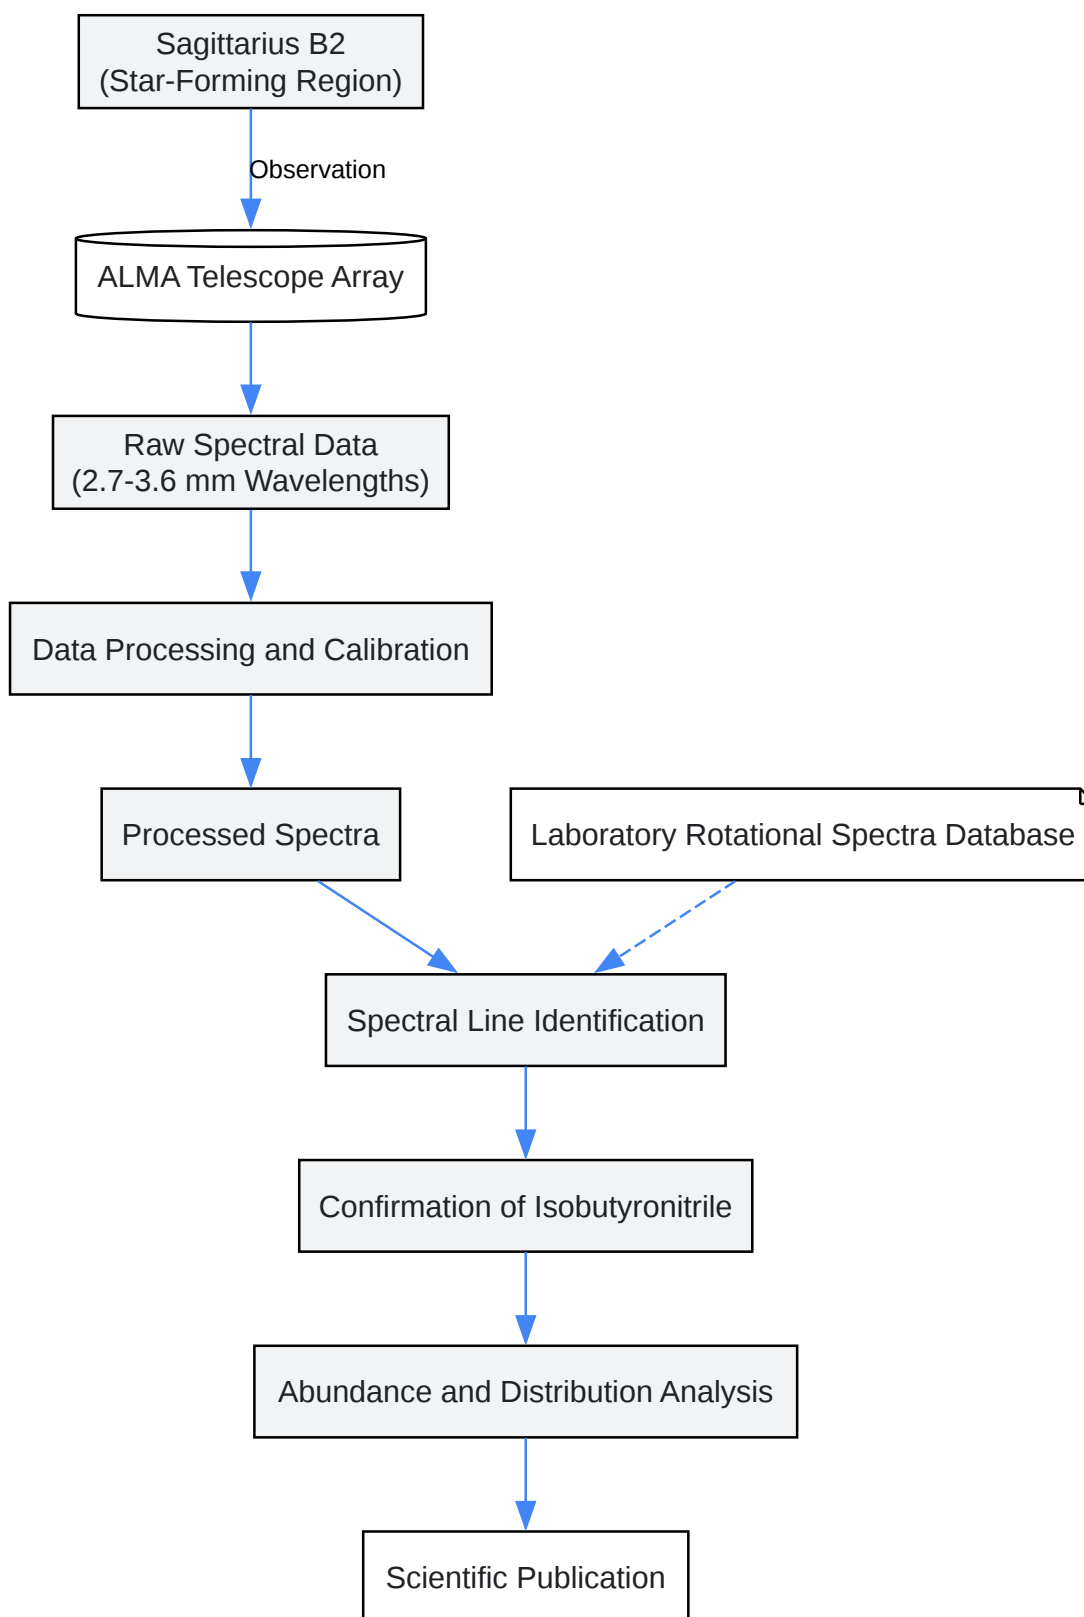 Sagittarius B2
(Star-Forming Region)
Observation
ALMA Telescope Array
Raw Spectral Data
(2.7-3.6 mm Wavelengths)
Data Processing and Calibration
Processed Spectra
Laboratory Rotational Spectra Database
Spectral Line Identification
Confirmation of Isobutyronitrile
Abundance and Distribution Analysis
Scientific Publication